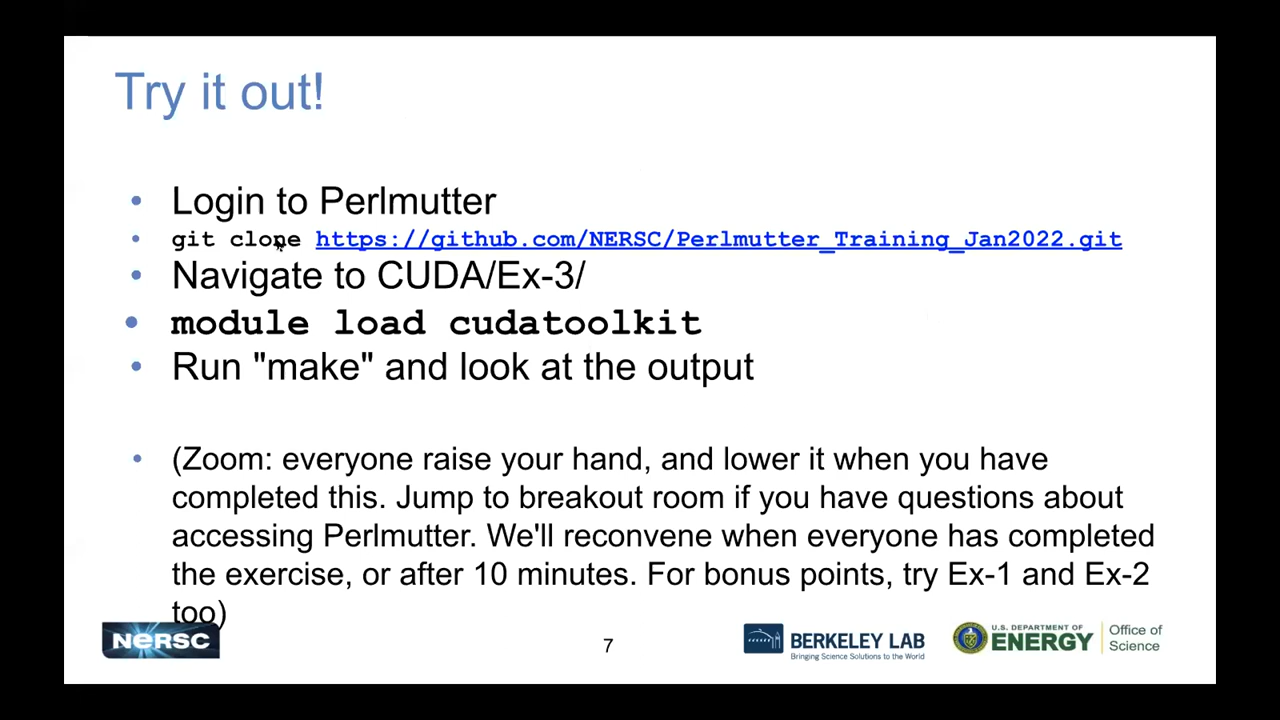 Try it out!
• Login to Perlmutter
• git clone https://github.com/NERSC/Perlmutter_Training_Jan2022.git
• Navigate to CUDA/Ex-3/
• module load cudatoolkit
• Run "make" and look at the output
• (Zoom: everyone raise your hand, and lower it when you have
completed this. Jump to breakout room if you have questions about
accessing Perlmutter. We'll reconvene when everyone has completed
the exercise, or after 10 minutes. For bonus points, try Ex-1 and Ex-2
too)
NERSC
7
BERKELEY LAB
Bringing Science Solutions to the World
U.S. DEPARTMENT OF
ENERGY
Office of
Science